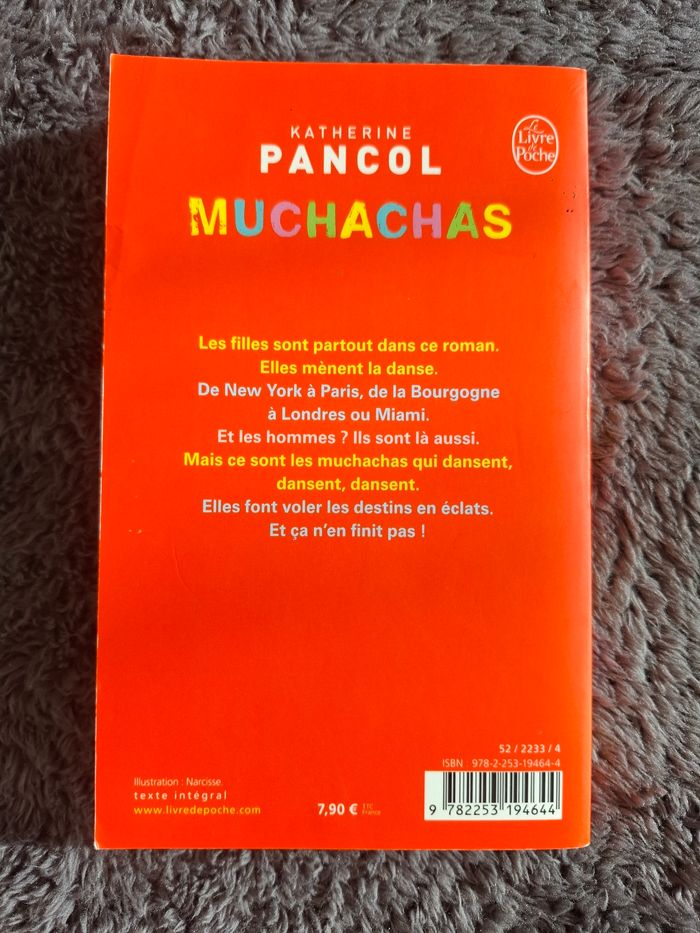 KATHERINE
PANCOL
Le
Livre
de
Poche
MUCHACHAS
Les filles sont partout dans ce roman.
Elles mènent la danse.
De New York à Paris, de la Bourgogne
à Londres ou Miami.
Et les hommes ? Ils sont là aussi.
Mais ce sont les muchachas qui dansent,
dansent, dansent.
Elles font voler les destins en éclats.
Et ça n'en finit pas !
52 / 2233 / 4
ISBN : 978-2-253-19464-4
Illustration : Narcisse.
texte intégral
www.livredepoche.com
7,90 € TTC
France
9 782253 194644